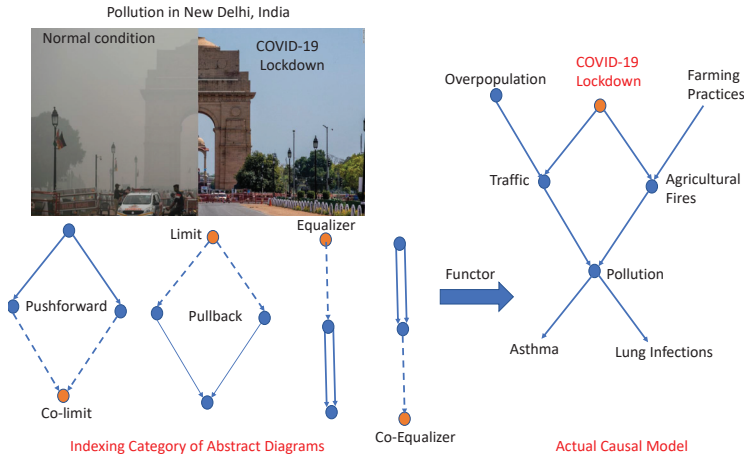 Pollution in New Delhi, India
Normal condition
COVID-19
Lockdown
COVID-19
Lockdown
Overpopulation
Farming
Practices
Traffic
Agricultural
Fires
Limit
Equalizer
Pushforward
Pullback
Functor
Pollution
Asthma
Lung Infections
Co-limit
Co-Equalizer
Indexing Category of Abstract Diagrams
Actual Causal Model